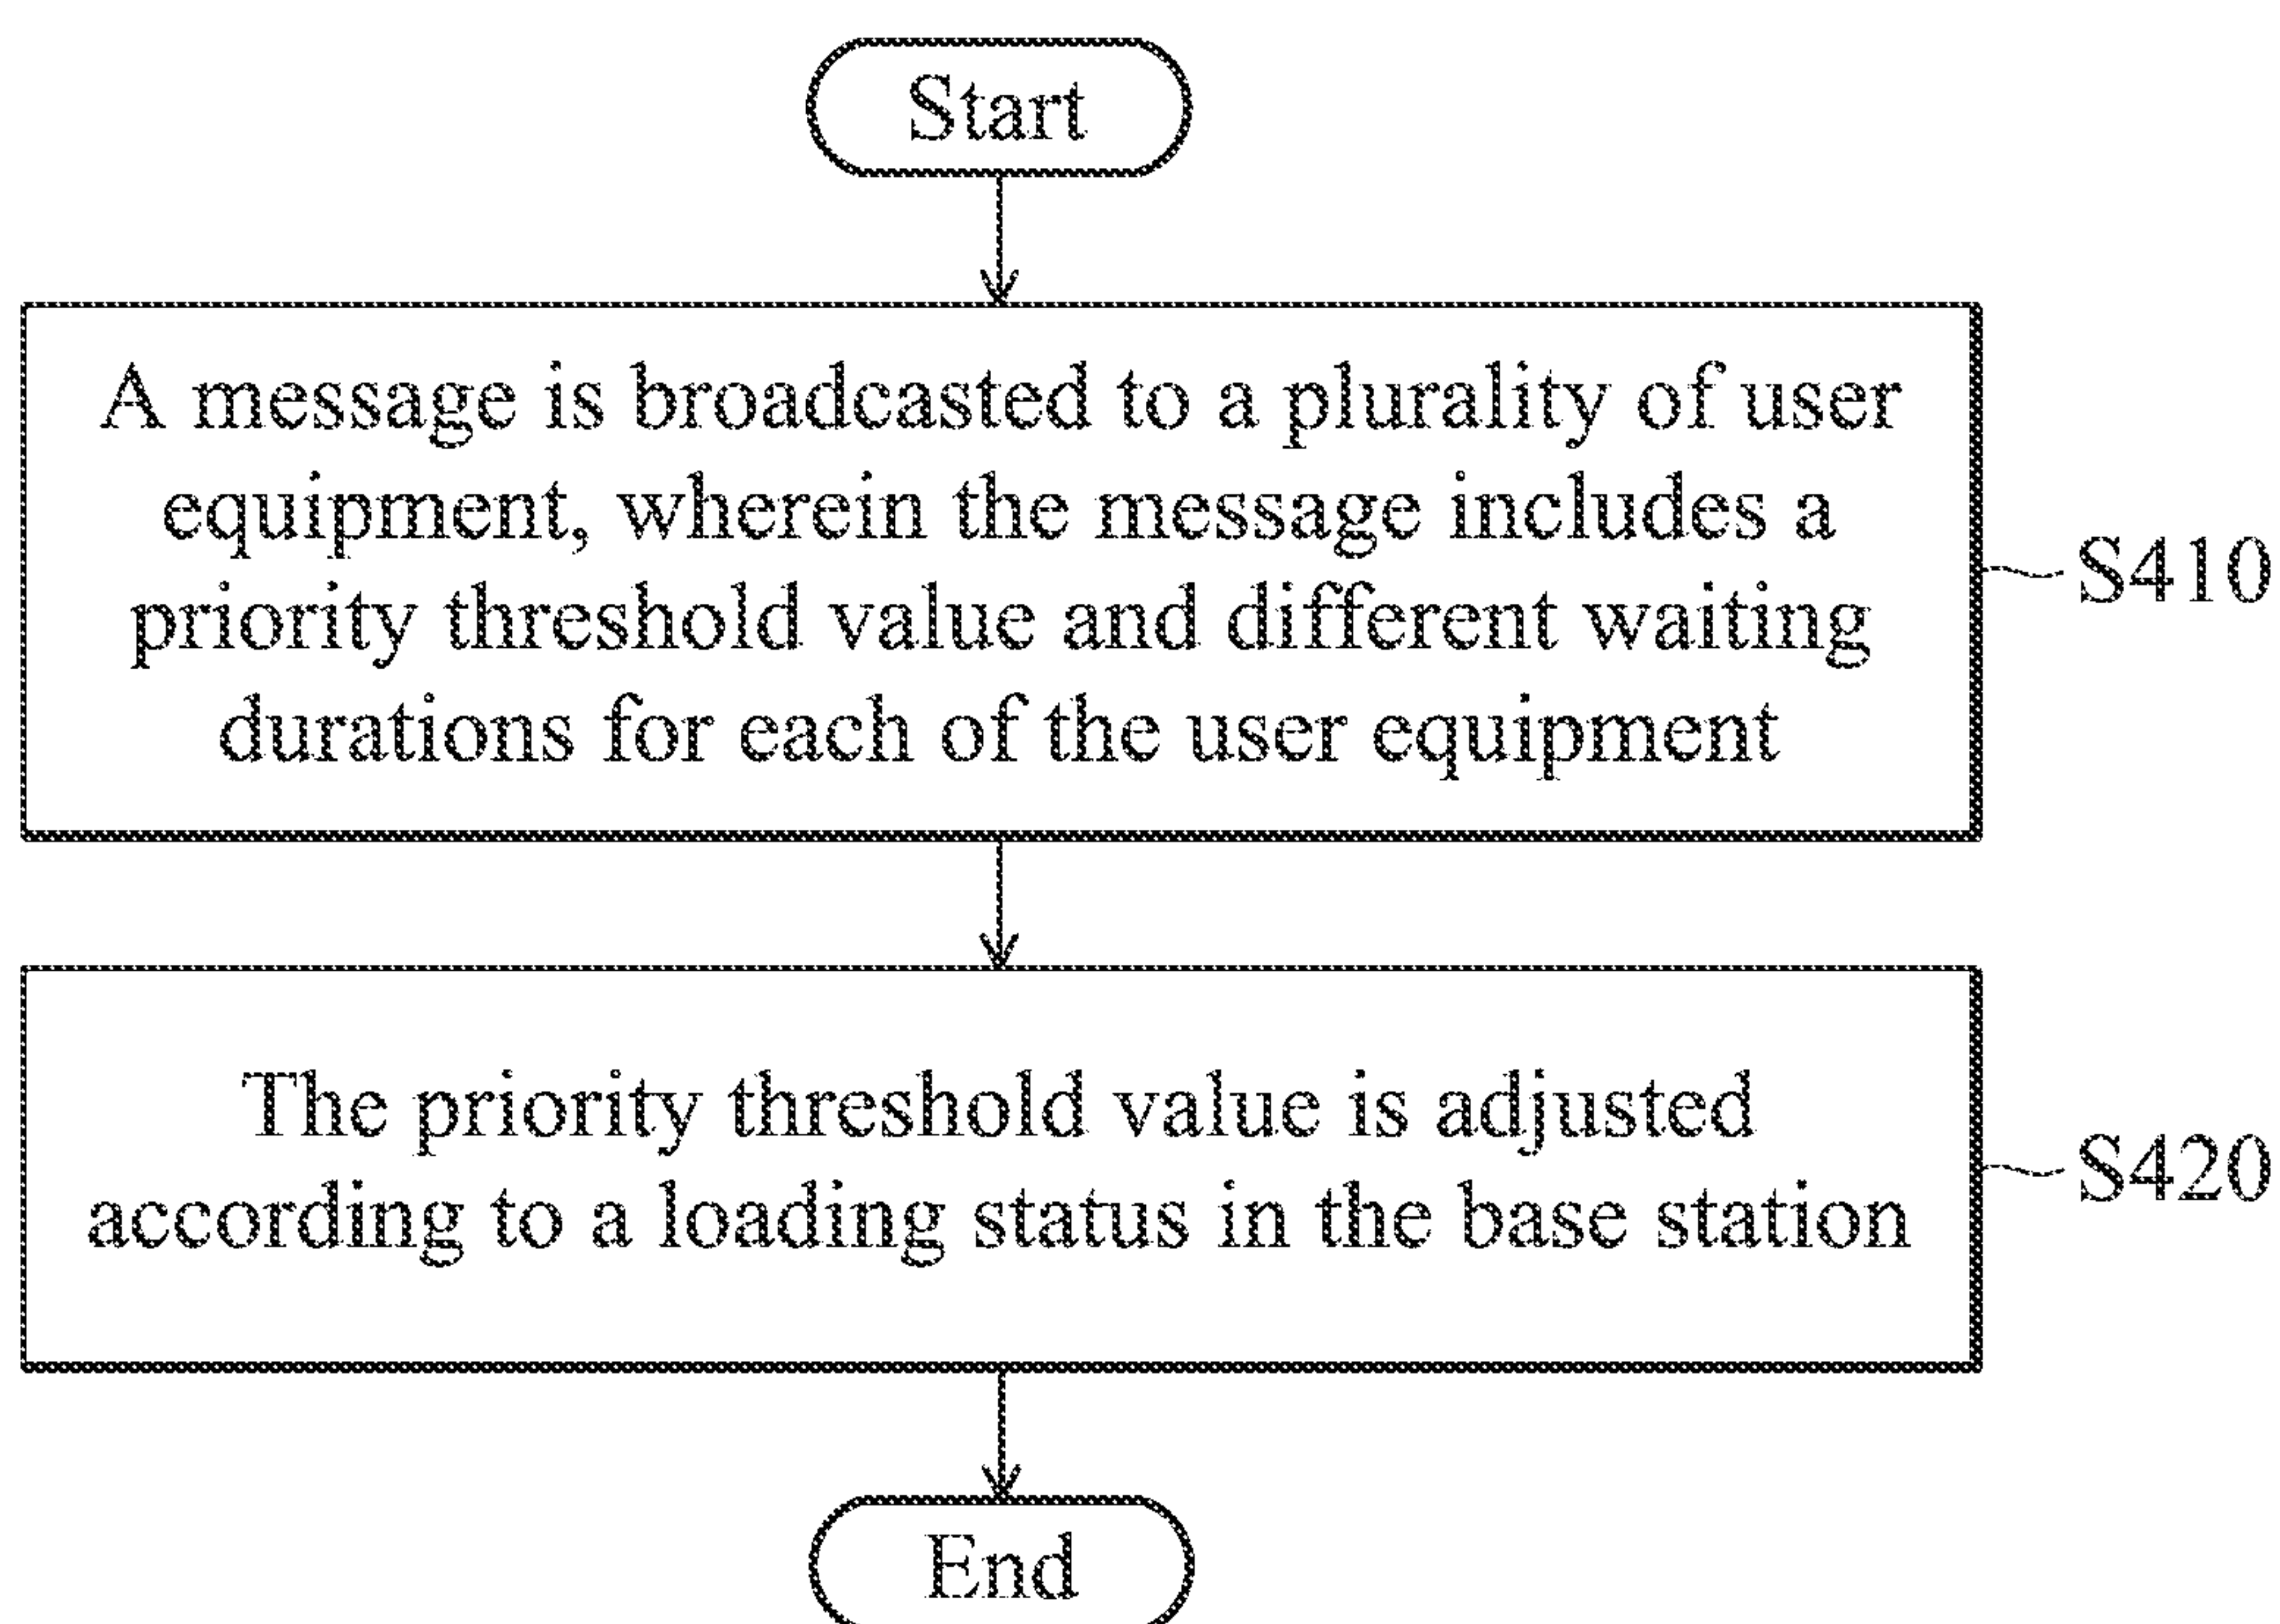 Start
A message is broadcasted to a plurality of user
equipment, wherein the message includes a
priority threshold value and different waiting
durations for each of the user equipment
S410
The priority threshold value is adjusted
according to a loading status in the base station
S420
End